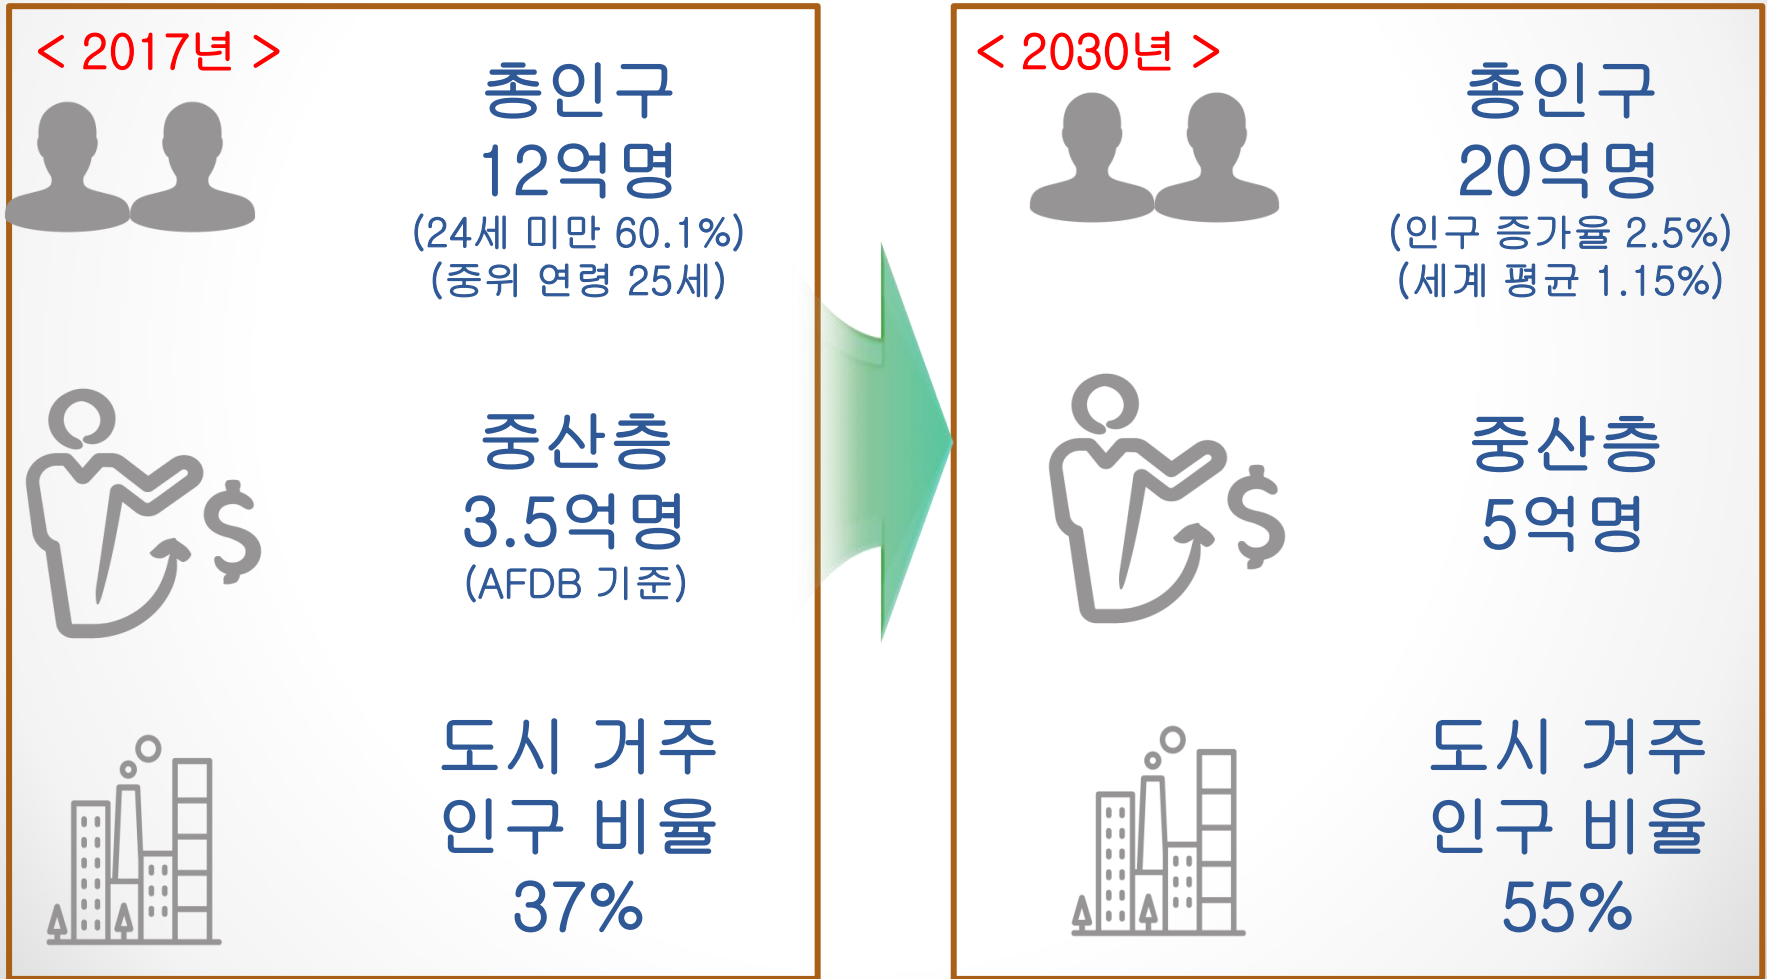 < 2017년 >
총인구
12억명
(24세 미만 60.1%)
(중위 연령 25세)
중산층
3.5억명
(AFDB 기준)
도시 거주
인구 비율
37%
< 2030년 >
총인구
20억명
(인구 증가율 2.5%)
(세계 평균 1.15%)
중산층
5억명
도시 거주
인구 비율
55%